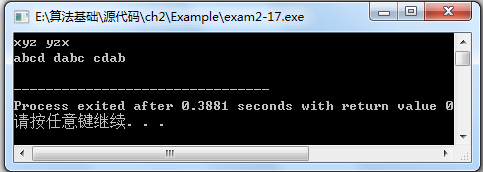 E:\算法基础\源代码\ch2\Example\exam2-17.exe
xyz yzx
abcd dabc cdab
--------------------------------
Process exited after 0.3881 seconds with return value 0
请按任意键继续. . .